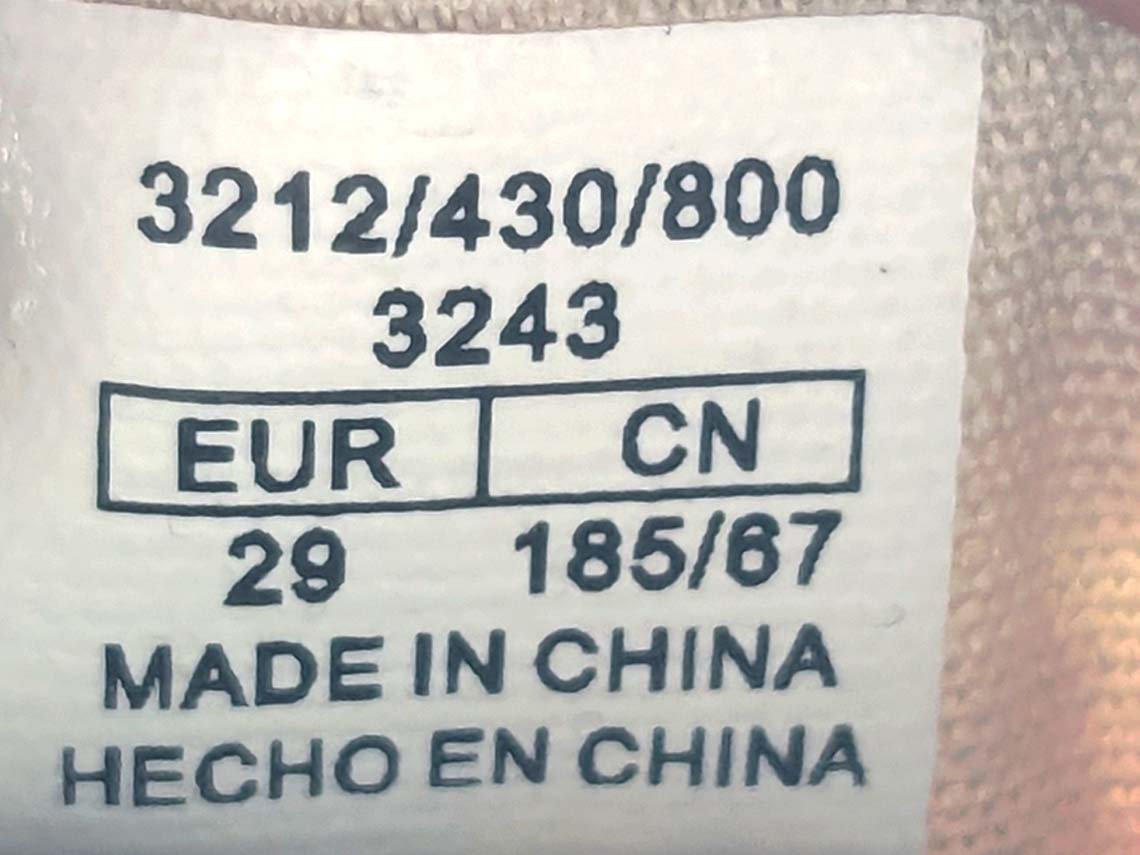 3212/430/800
3243
EUR CN
29 185/67
MADE IN CHINA
HECHO EN CHINA